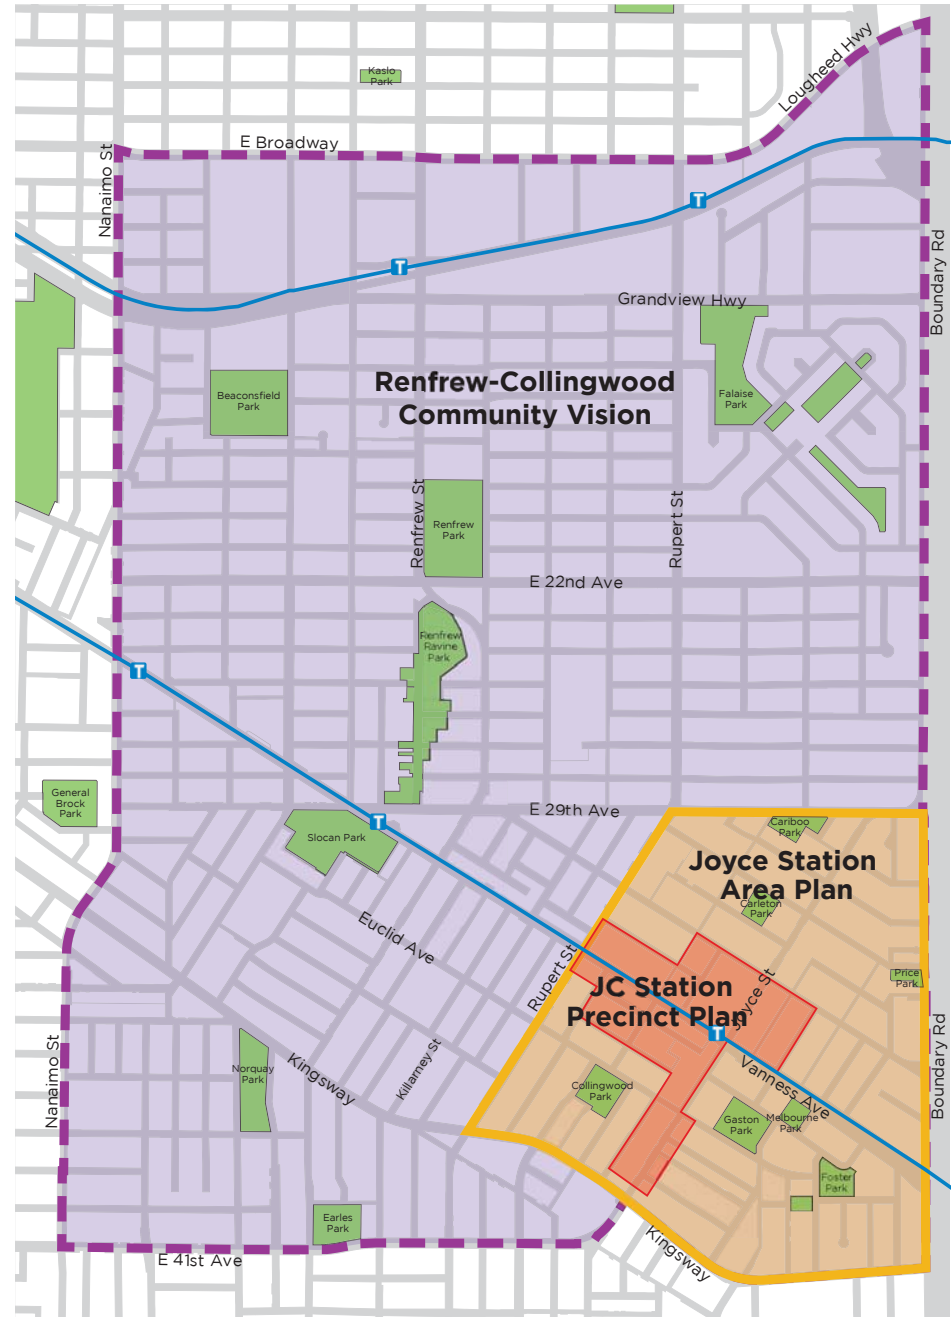 Kaslo
Park
Lougheed Hwy
E Broadway
Nanaimo St
T
T
Boundary Rd
Grandview Hwy
Renfrew-Collingwood
Community Vision
Beaconsfield
Park
Falaise
Park
Renfrew St
Rupert St
Renfrew
Park
E 22nd Ave
Renfrew
Ravine
Park
T
General
Brock
Park
E 29th Ave
T
Slocan Park
Cariboo
Park
Joyce Station
Area Plan
Carleton
Park
Euclid Ave
Rupert St
Price
Park
JC Station
Precinct Plan
Joyce St
T
Nanaimo St
Norquay
Park
Kingsway
Killarney St
Vanness Ave
Boundary Rd
Collingwood
Park
Gaston
Park
Melbourne
Park
Foster
Park
Earles
Park
Kingsway
E 41st Ave